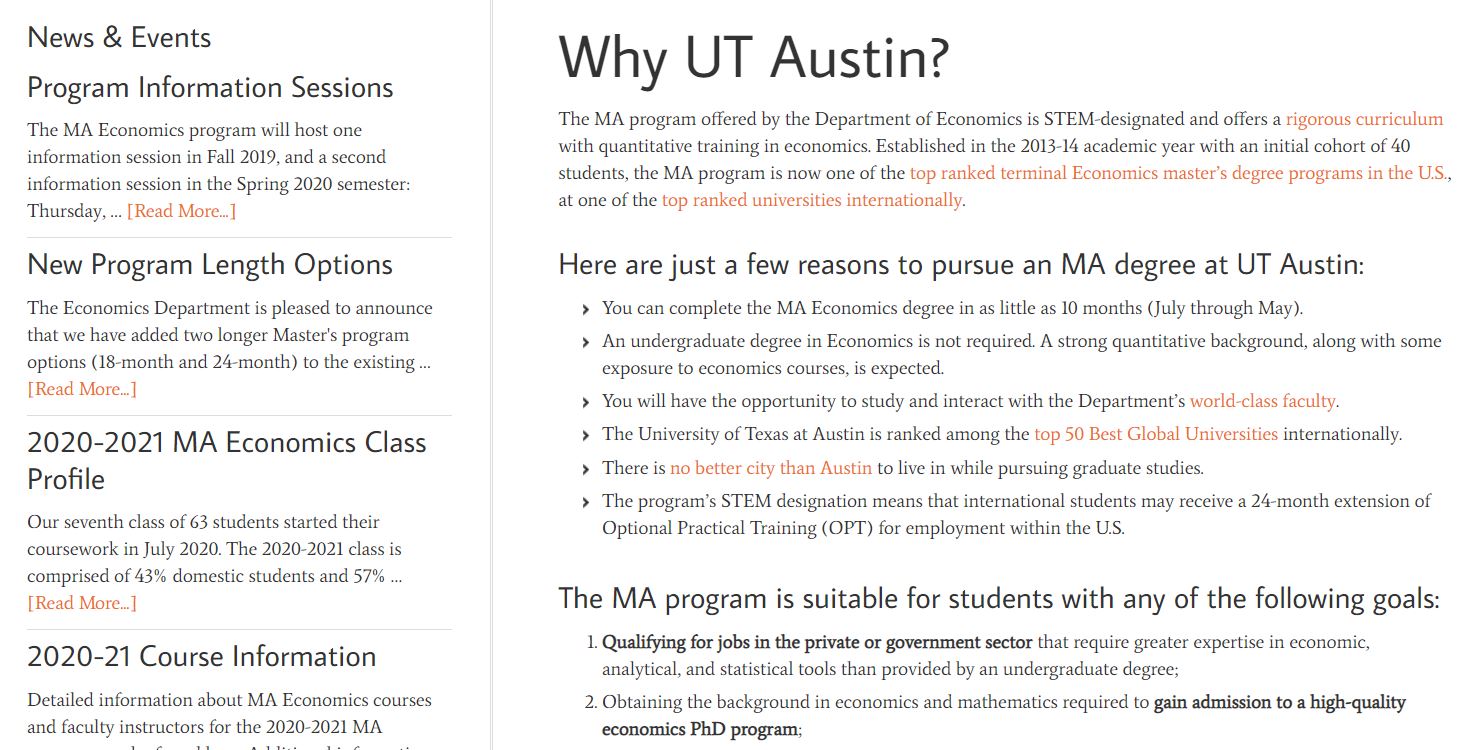 News & Events
Program Information Sessions
The MA Economics program will host one
information session in Fall 2019, and a second
information session in the Spring 2020 semester:
Thursday, ... [Read More...]
New Program Length Options
The Economics Department is pleased to announce
that we have added two longer Master's program
options (18-month and 24-month) to the existing ...
[Read More...]
2020-2021 MA Economics Class
Profile
Our seventh class of 63 students started their
coursework in July 2020. The 2020-2021 class is
comprised of 43% domestic students and 57% ...
[Read More...]
2020-21 Course Information
Detailed information about MA Economics courses
and faculty instructors for the 2020-2021 MA
Why UT Austin?
The MA program offered by the Department of Economics is STEM-designated and offers a rigorous curriculum
with quantitative training in economics. Established in the 2013-14 academic year with an initial cohort of 40
students, the MA program is now one of the top ranked terminal Economics master's degree programs in the U.S.,
at one of the top ranked universities internationally.
Here are just a few reasons to pursue an MA degree at UT Austin:
› You can complete the MA Economics degree in as little as 10 months (July through May).
› An undergraduate degree in Economics is not required. A strong quantitative background, along with some
exposure to economics courses, is expected.
› You will have the opportunity to study and interact with the Department's world-class faculty.
› The University of Texas at Austin is ranked among the top 50 Best Global Universities internationally.
› There is no better city than Austin to live in while pursuing graduate studies.
› The program's STEM designation means that international students may receive a 24-month extension of
Optional Practical Training (OPT) for employment within the U.S.
The MA program is suitable for students with any of the following goals:
1. Qualifying for jobs in the private or government sector that require greater expertise in economic,
analytical, and statistical tools than provided by an undergraduate degree;
2. Obtaining the background in economics and mathematics required to gain admission to a high-quality
economics PhD program;